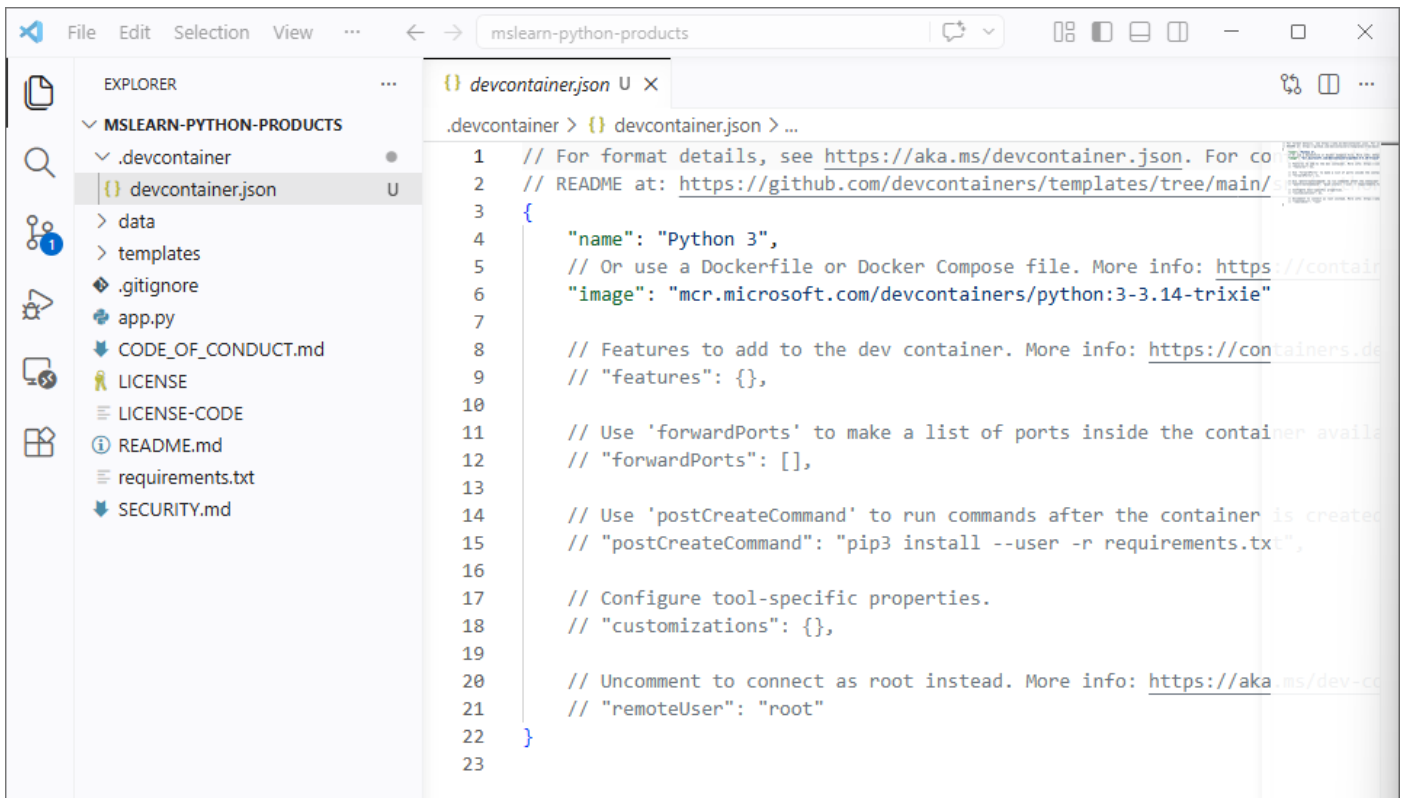 File Edit Selection View ··· mslearn-python-products
EXPLORER ···
MSLEARN-PYTHON-PRODUCTS
.devcontainer
{} devcontainer.json U
data
templates
.gitignore
app.py
CODE_OF_CONDUCT.md
LICENSE
LICENSE-CODE
README.md
requirements.txt
SECURITY.md
1
{} devcontainer.json U
.devcontainer > {} devcontainer.json > ...
1 // For format details, see https://aka.ms/devcontainer.json. For
2 // README at: https://github.com/devcontainers/templates/tree/main/
3 {
4 "name": "Python 3",
5 // Or use a Dockerfile or Docker Compose file. More info: https://contain
6 "image": "mcr.microsoft.com/devcontainers/python:3-3.14-trixie"
7
8 // Features to add to the dev container. More info: https://containers.de
9 // "features": {},
10
11 // Use 'forwardPorts' to make a list of ports inside the container availa
12 // "forwardPorts": [],
13
14 // Use 'postCreateCommand' to run commands after the container is created
15 // "postCreateCommand": "pip3 install --user -r requirements.txt",
16
17 // Configure tool-specific properties.
18 // "customizations": {},
19
20 // Uncomment to connect as root instead. More info: https://aka.ms/dev-co
21 // "remoteUser": "root"
22 }
23